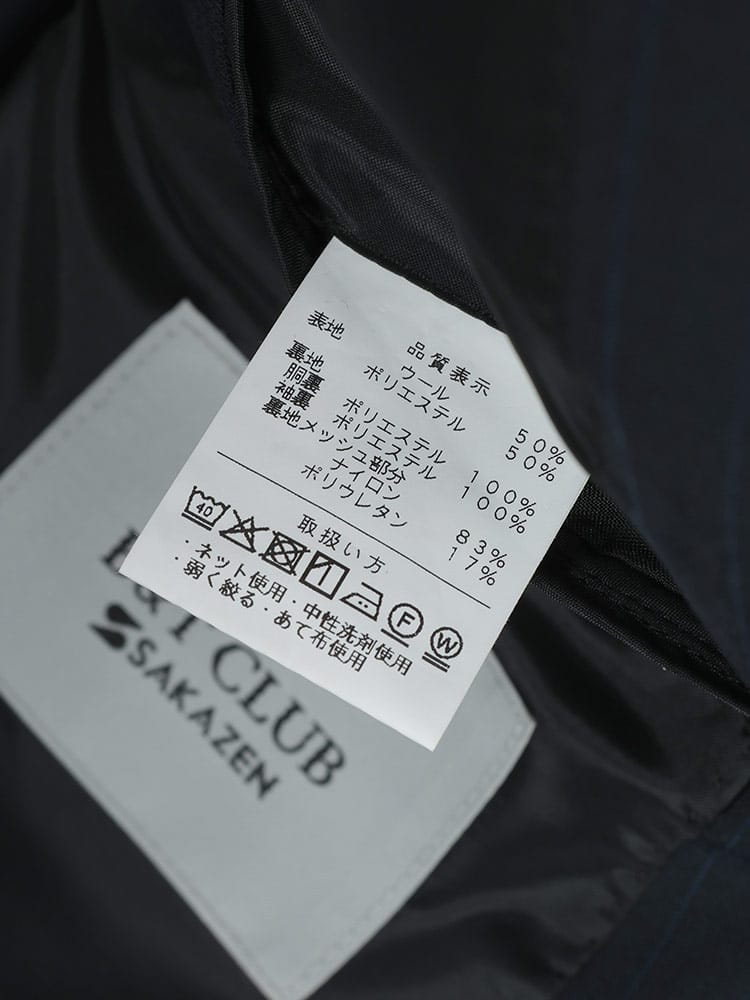 品質表示
表地 ウール 50%
ポリエステル 50%
裏地
胴裏 ポリエステル 100%
袖裏 ポリエステル 100%
裏地メッシュ部分
ナイロン 83%
ポリウレタン 17%
取扱い方
40 F W
・ネット使用・中性洗剤使用
・弱く絞る・あて布使用
CLUB
SAKAZEN